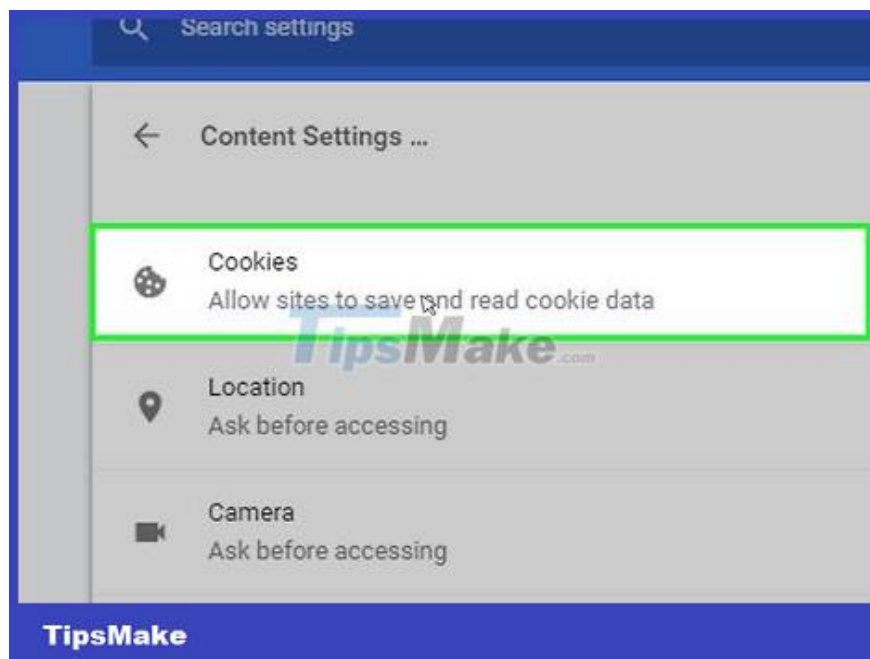 Search settings
Content Settings ...
Cookies
Allow sites to save and read cookie data
TipsMake.com
Location
Ask before accessing
Camera
Ask before accessing
TipsMake